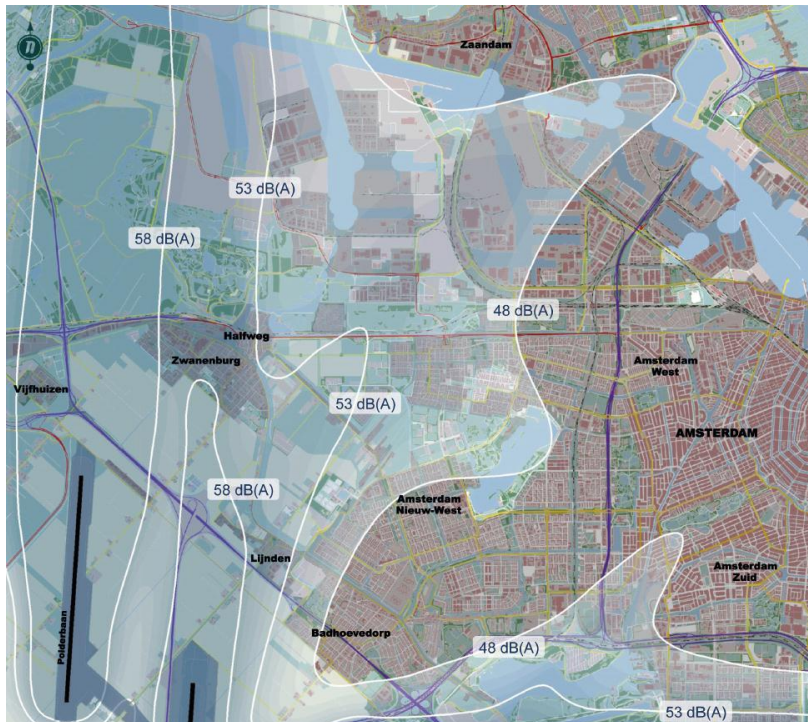 n
Zaandam
53 dB(A)
58 dB(A)
48 dB(A)
Halfweg
Zwanenburg
Amsterdam
West
Vijfhuizen
53 dB(A)
AMSTERDAM
58 dB(A)
Amsterdam
Nieuw-West
Lijnden
Amsterdam
Zuid
Badhoevedorp
48 dB(A)
Polderbaan
53 dB(A)